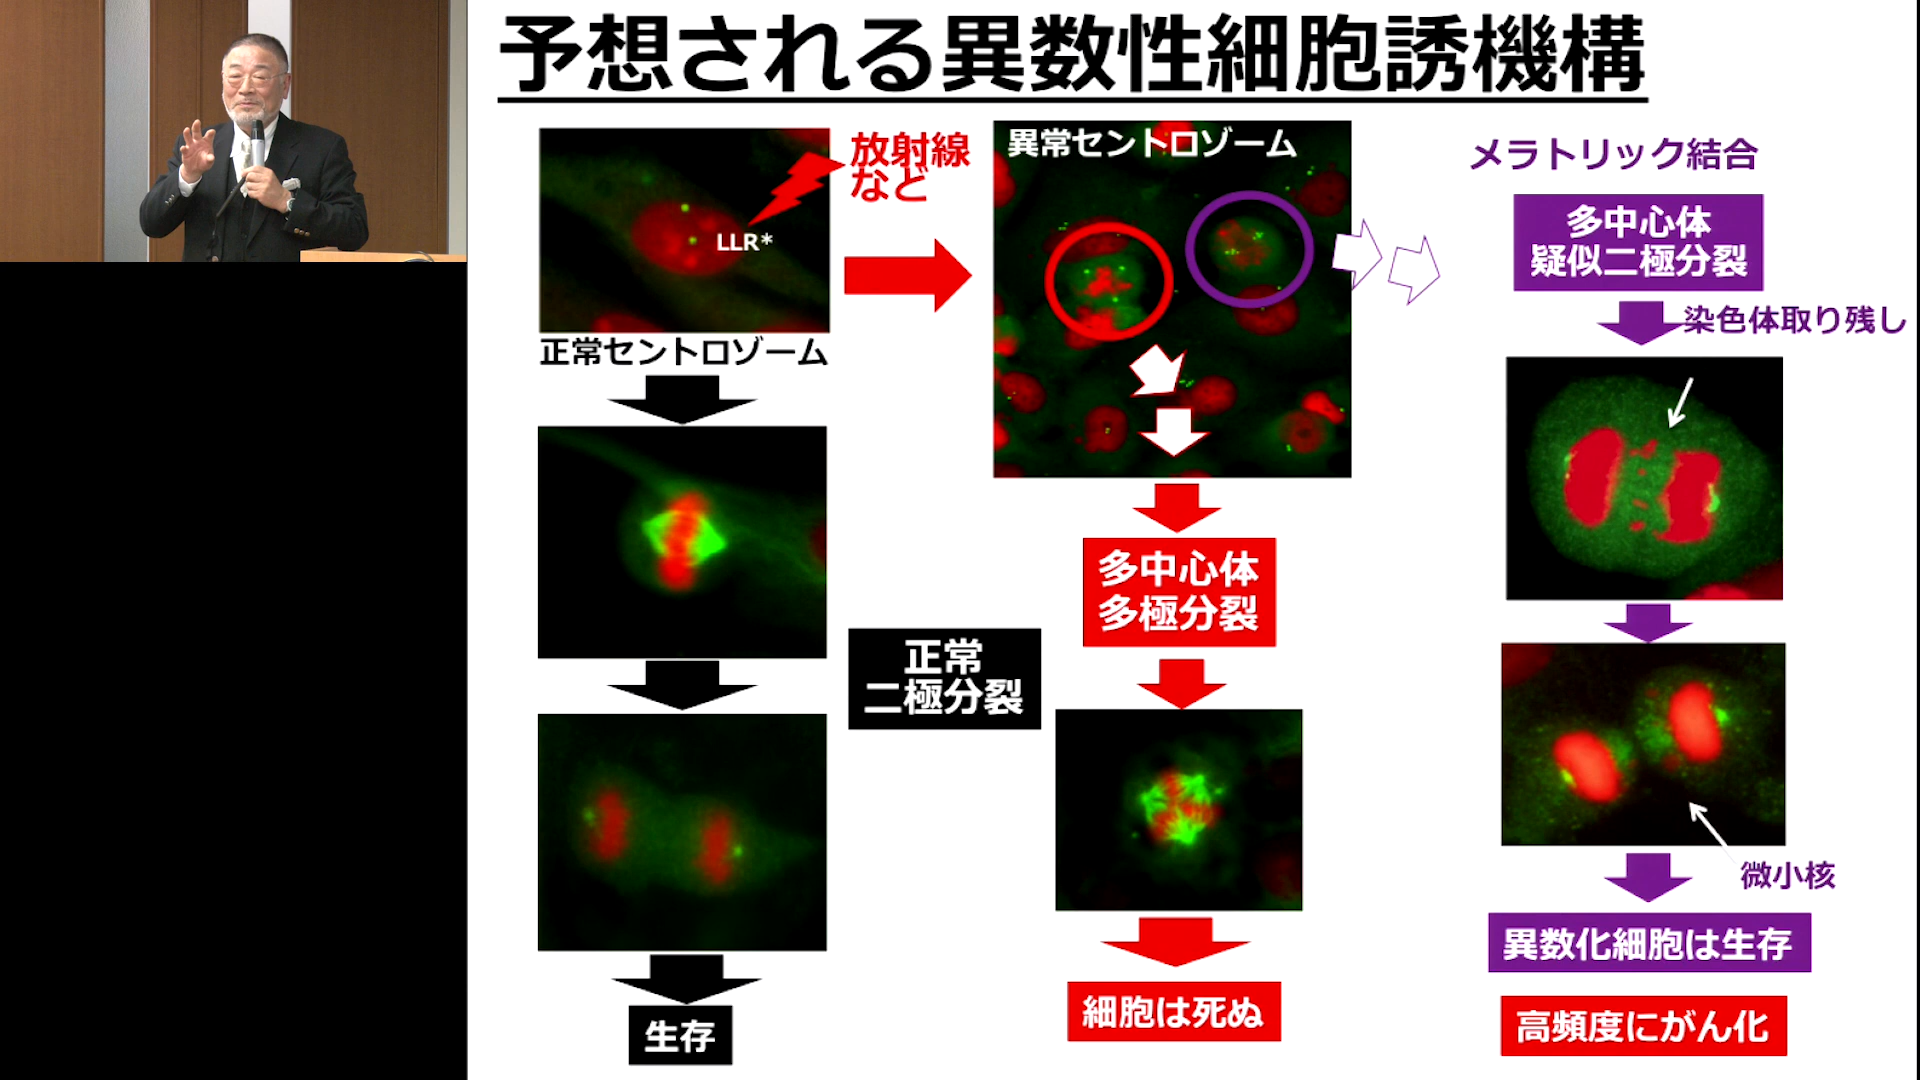 予想される異数性細胞誘機構
放射線
など
LLR*
正常セントロゾーム
異常セントロゾーム
正常
二極分裂
生存
多中心体
多極分裂
細胞は死ぬ
メラトリック結合
多中心体
疑似二極分裂
染色体取り残し
微小核
異数化細胞は生存
高頻度にがん化